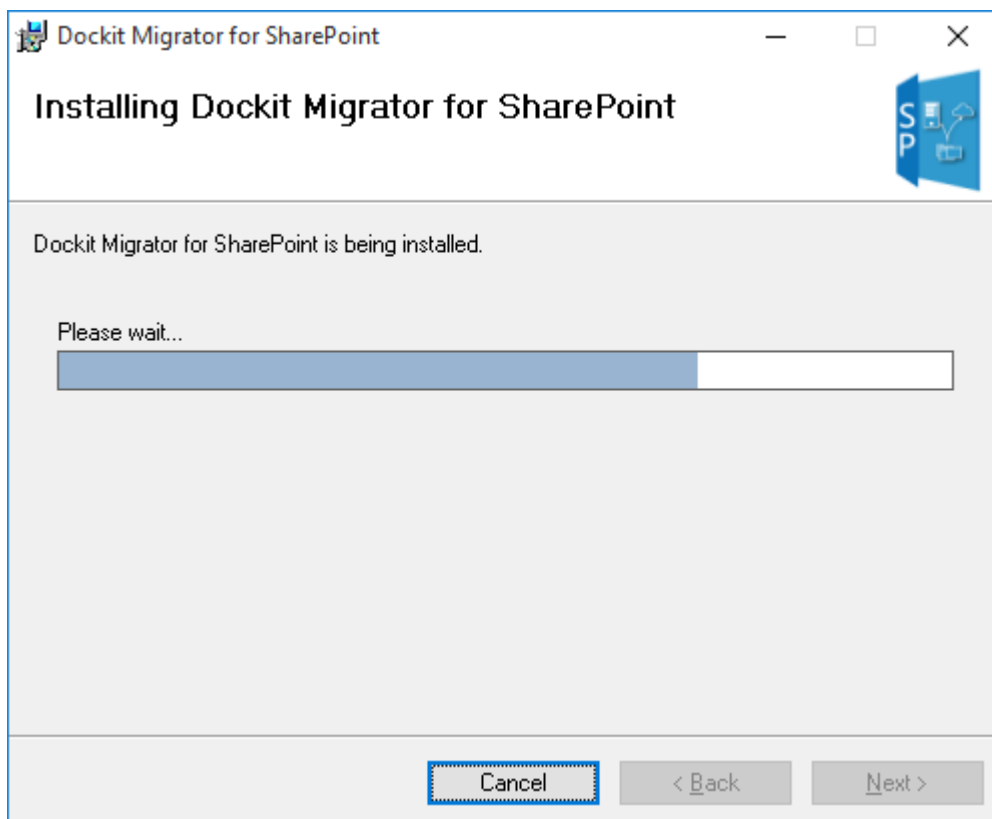 Dockit Migrator for SharePoint
Installing Dockit Migrator for SharePoint
S
P
Dockit Migrator for SharePoint is being installed.
Please wait...
Cancel
< Back
Next >